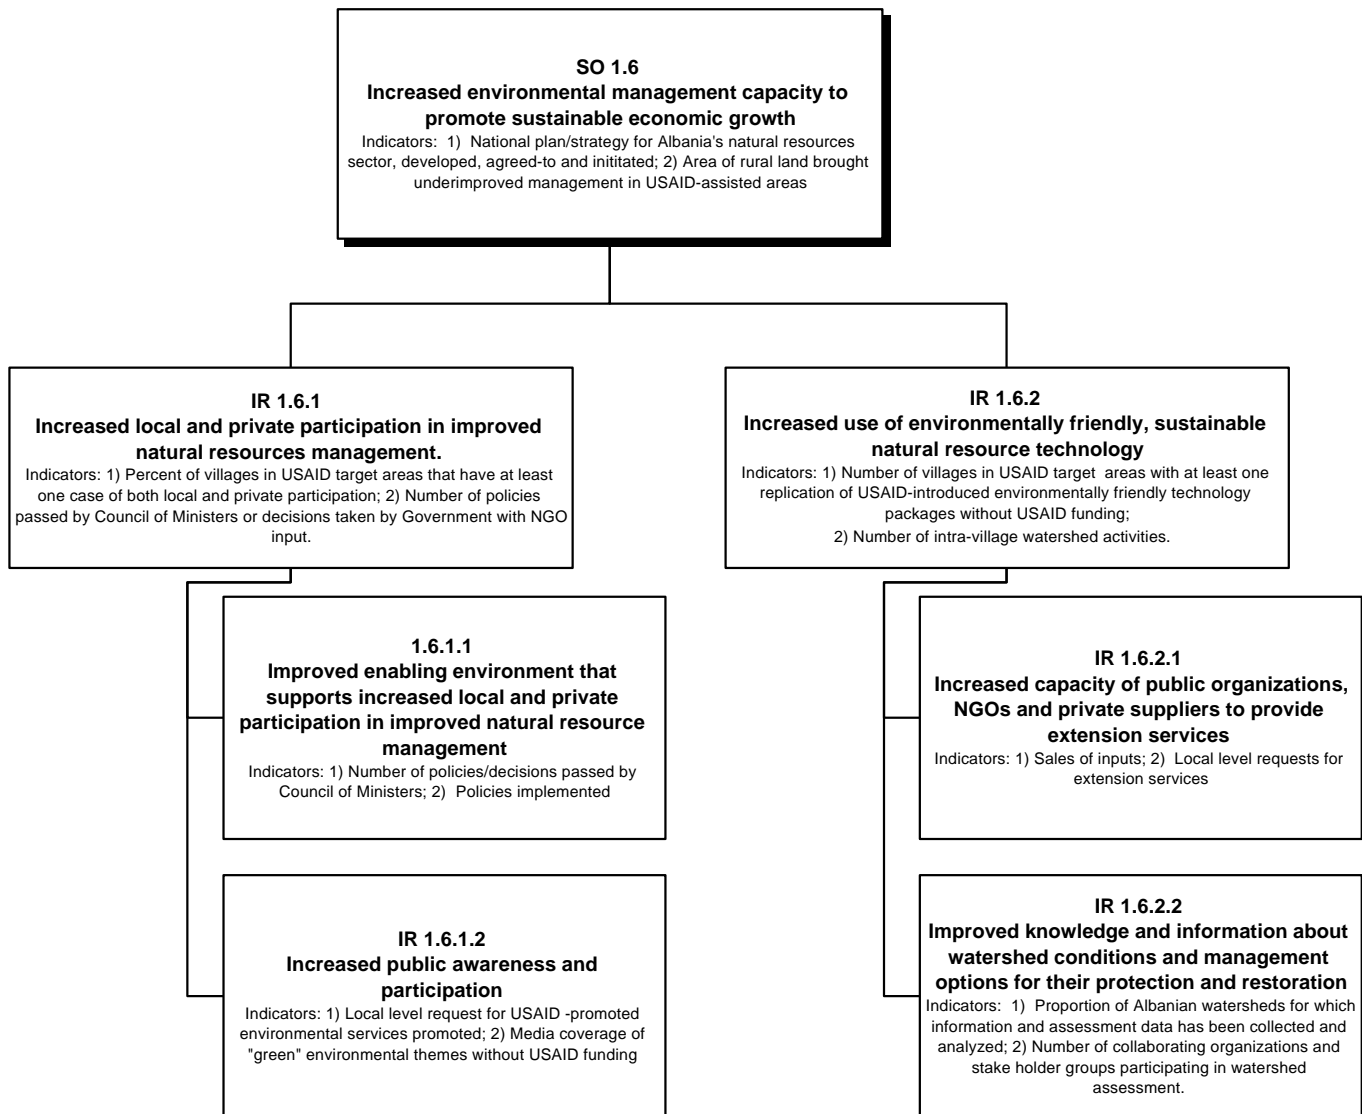 SO 1.6
Increased environmental management capacity to
promote sustainable economic growth
Indicators:  1)  National plan/strategy for Albania's natural resources
sector, developed, agreed-to and inititated; 2) Area of rural land brought
underimproved management in USAID-assisted areas
IR 1.6.1
Increased local and private participation in improved
natural resources management.
Indicators: 1) Percent of villages in USAID target areas that have at least
one case of both local and private participation; 2) Number of policies
passed by Council of Ministers or decisions taken by Government with NGO
input.
IR 1.6.2
Increased use of environmentally friendly, sustainable
natural resource technology
Indicators: 1) Number of villages in USAID target  areas with at least one
replication of USAID-introduced environmentally friendly technology
packages without USAID funding;
2) Number of intra-village watershed activities.
1.6.1.1
Improved enabling environment that
supports increased local and private
participation in improved natural resource
management
Indicators: 1) Number of policies/decisions passed by
Council of Ministers; 2)  Policies implemented
IR 1.6.2.1
Increased capacity of public organizations,
NGOs and private suppliers to provide
extension services
Indicators: 1) Sales of inputs; 2)  Local level requests for
extension services
IR 1.6.1.2
Increased public awareness and
participation
Indicators: 1) Local level request for USAID -promoted
environmental services promoted; 2) Media coverage of
"green" environmental themes without USAID funding
IR 1.6.2.2
Improved knowledge and information about
watershed conditions and management
options for their protection and restoration
Indicators:  1)  Proportion of Albanian watersheds for which
information and assessment data has been collected and
analyzed; 2) Number of collaborating organizations and
stake holder groups participating in watershed
assessment.